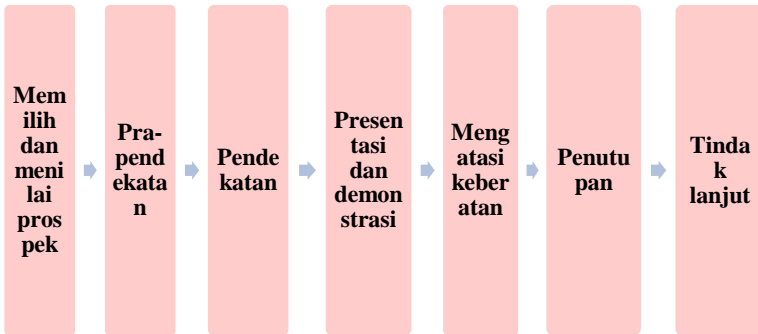 Mem
ilih
dan
meni
lai
pros
pek
Pra-
pend
ekata
n
Pende
katan
Presen
tasi
dan
demon
strasi
Meng
atasi
keber
atan
Penutu
pan
Tinda
k
lanjut